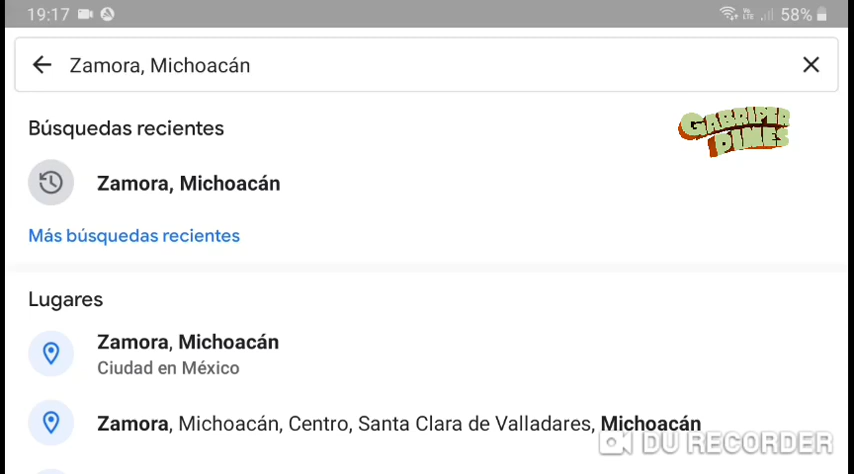 19:17 58%
Zamora, Michoacán
GABRIPER
DIMES
Búsquedas recientes
Zamora, Michoacán
Más búsquedas recientes
Lugares
Zamora, Michoacán
Ciudad en México
Zamora, Michoacán, Centro, Santa Clara de Valladares, Michoacán
DU RECORDER